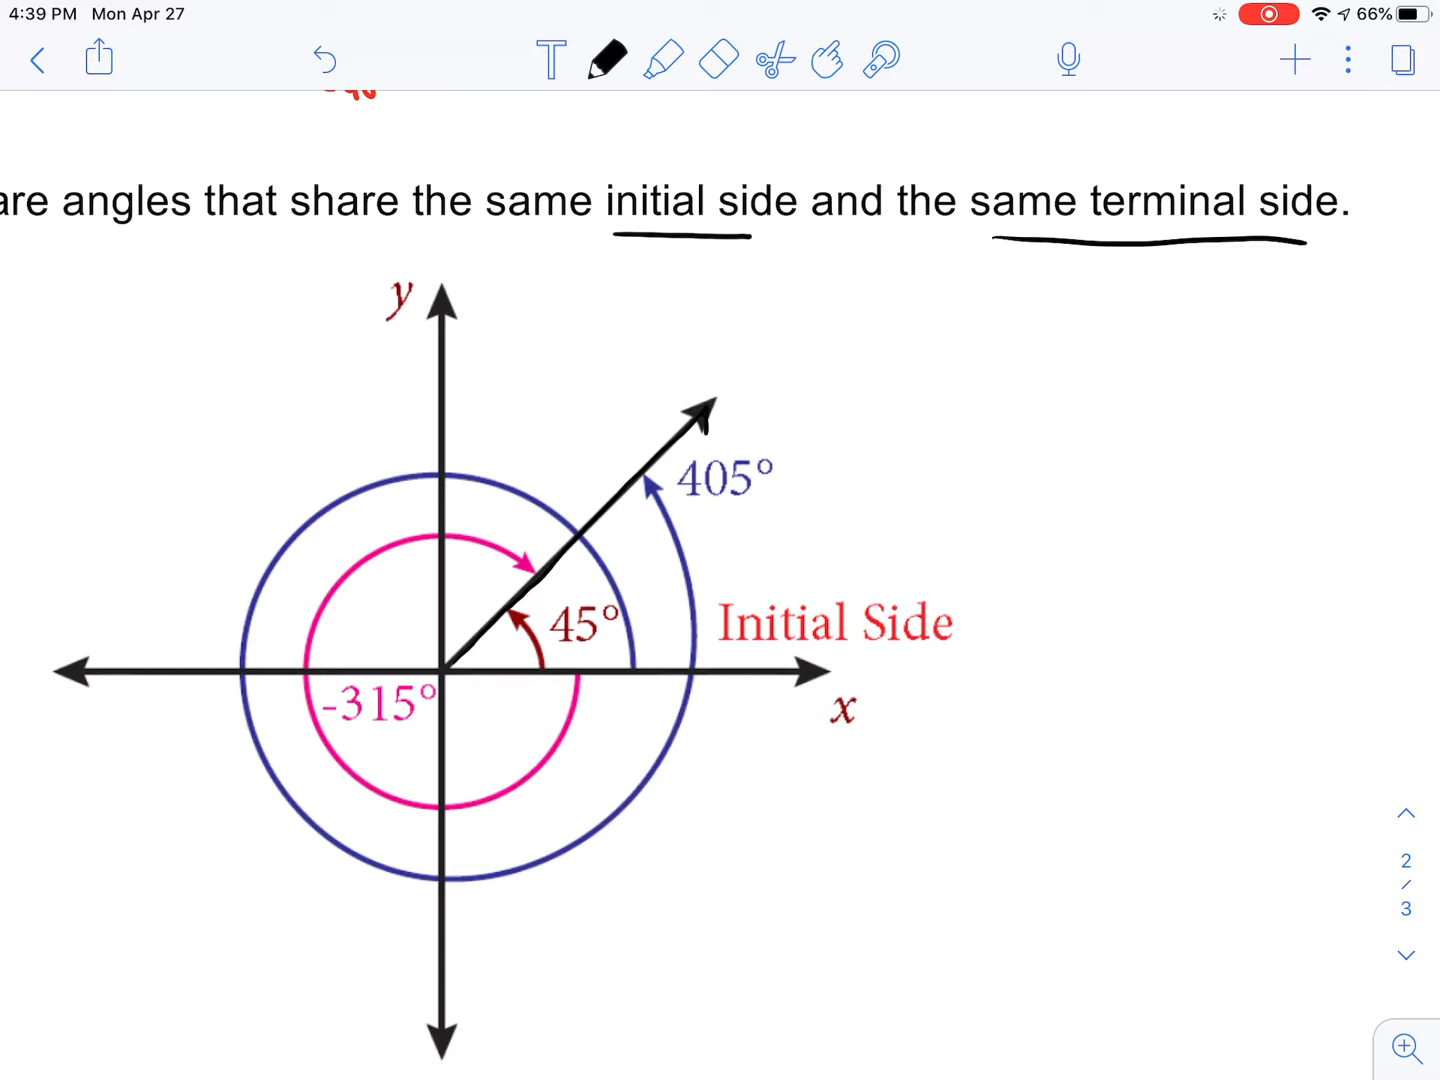 4:39 PM Mon Apr 27
66%
T
are angles that share the same initial side and the same terminal side.
y
405°
45°
Initial Side
-315°
x
2
/
3